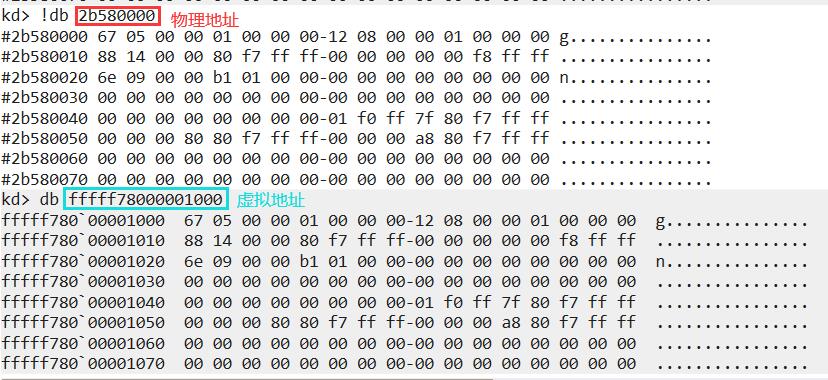 kd> !db 2b580000 物理地址
#2b580000 67 05 00 00 01 00 00 00-12 08 00 00 01 00 00 00 g...............
#2b580010 88 14 00 00 80 f7 ff ff-00 00 00 00 00 f8 ff ff ................
#2b580020 6e 09 00 00 b1 01 00 00-00 00 00 00 00 00 00 00 n...............
#2b580030 00 00 00 00 00 00 00 00-00 00 00 00 00 00 00 00 ................
#2b580040 00 00 00 00 00 00 00 00-01 f0 ff 7f 80 f7 ff ff ................
#2b580050 00 00 00 80 80 f7 ff ff-00 00 00 a8 80 f7 ff ff ................
#2b580060 00 00 00 00 00 00 00 00-00 00 00 00 00 00 00 00 ................
#2b580070 00 00 00 00 00 00 00 00-00 00 00 00 00 00 00 00 ................
kd> db fffff78000001000 虚拟地址
fffff780`00001000  67 05 00 00 01 00 00 00-12 08 00 00 01 00 00 00  g...............
fffff780`00001010  88 14 00 00 80 f7 ff ff-00 00 00 00 00 f8 ff ff  ................
fffff780`00001020  6e 09 00 00 b1 01 00 00-00 00 00 00 00 00 00 00  n...............
fffff780`00001030  00 00 00 00 00 00 00 00-00 00 00 00 00 00 00 00  ................
fffff780`00001040  00 00 00 00 00 00 00 00-01 f0 ff 7f 80 f7 ff ff  ................
fffff780`00001050  00 00 00 80 80 f7 ff ff-00 00 00 a8 80 f7 ff ff  ................
fffff780`00001060  00 00 00 00 00 00 00 00-00 00 00 00 00 00 00 00  ................
fffff780`00001070  00 00 00 00 00 00 00 00-00 00 00 00 00 00 00 00  ................